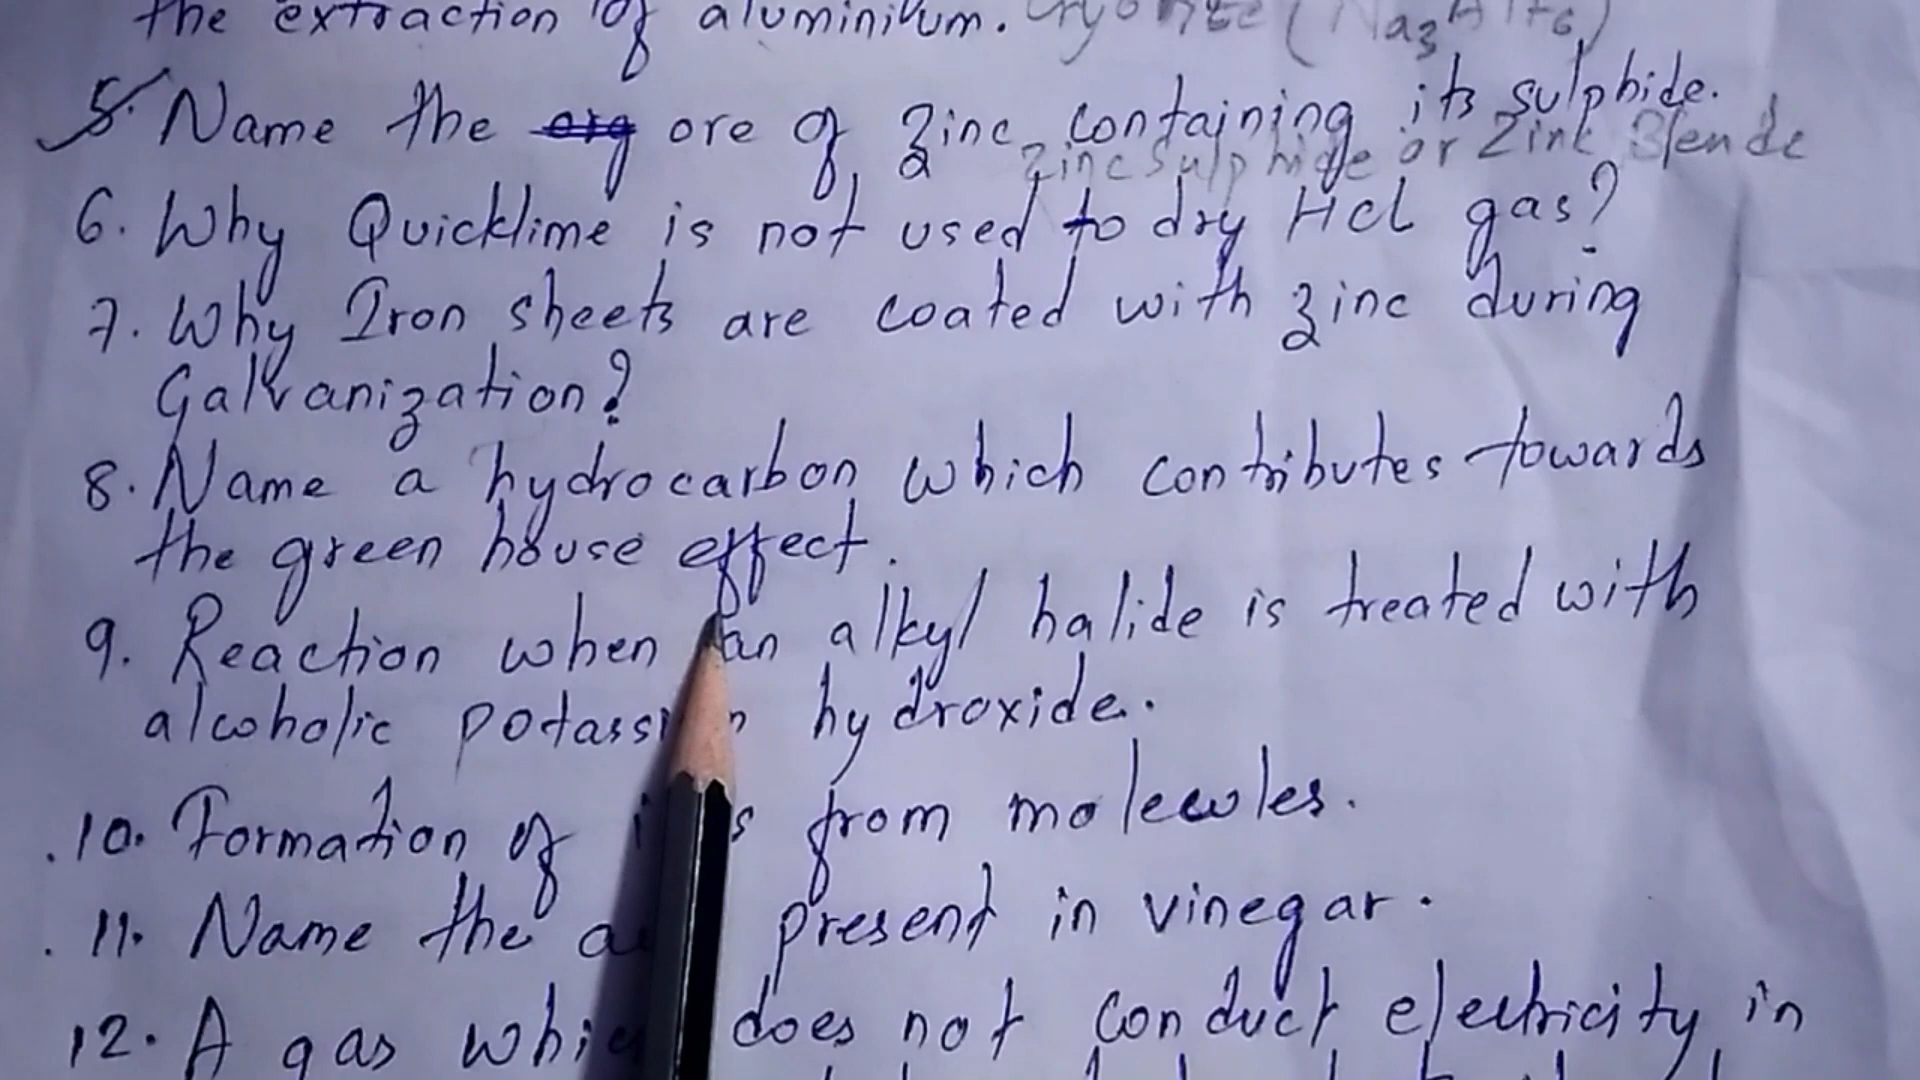 the extraction of aluminium. Cryolite (Na3AlF6)
5. Name the ore of Zinc containing its sulphide.
Zinc Sulphide or Zink Blende
6. Why Quicklime is not used to dry Hcl gas?
7. Why Iron sheets are coated with zinc during
Galvanization?
8. Name a hydrocarbon which contributes towards
the green house effect.
9. Reaction when an alkyl halide is treated with
alcoholic potassi hydroxide.
10. Formation of from molecules.
11. Name the present in vinegar.
12. A gas whi does not conduct electricity in